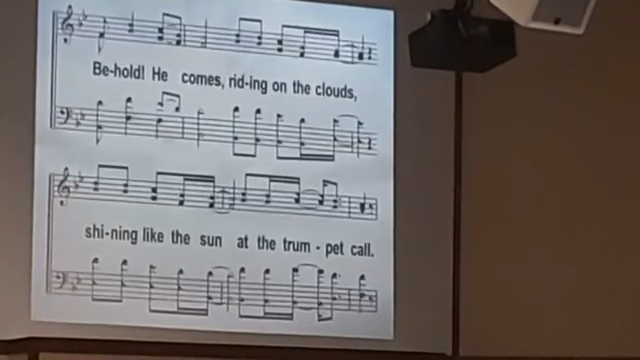 Be-hold! He comes, rid-ing on the clouds,
shi-ning like the sun at the trum - pet call.